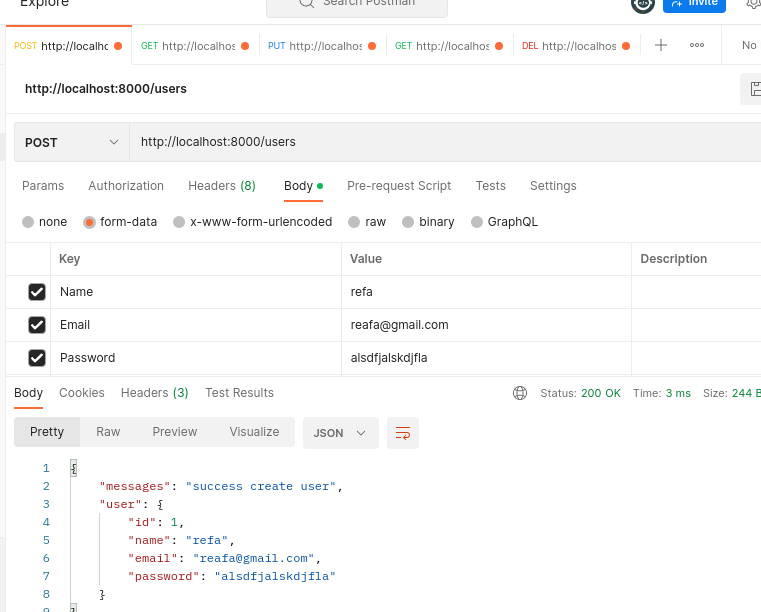 Explore Search Postman Invite
POST http://localhc GET http://localhos PUT http://localhos GET http://localhos DEL http://localhos No
http://localhost:8000/users
POST http://localhost:8000/users
Params Authorization Headers (8) Body Pre-request Script Tests Settings
none form-data x-www-form-urlencoded raw binary GraphQL
Key Value Description
Name refa
Email reafa@gmail.com
Password alsdfjalskdjfla
Body Cookies Headers (3) Test Results Status: 200 OK Time: 3 ms Size: 244 B
Pretty Raw Preview Visualize JSON
1 {
2 "messages": "success create user",
3 "user": {
4 "id": 1,
5 "name": "refa",
6 "email": "reafa@gmail.com",
7 "password": "alsdfjalskdjfla"
8 }
9 }